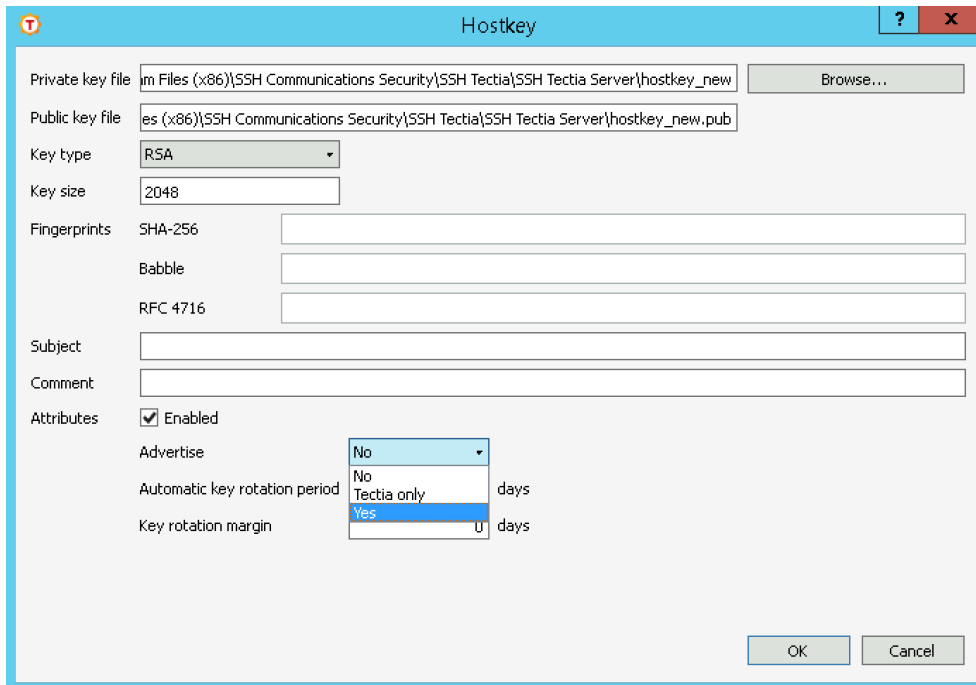 Hostkey
? x
Private key file im Files (x86)\SSH Communications Security\SSH Tectia\SSH Tectia Server\hostkey_new Browse...
Public key file es (x86)\SSH Communications Security\SSH Tectia\SSH Tectia Server\hostkey_new.pub
Key type RSA
Key size 2048
Fingerprints SHA-256
Babble
RFC 4716
Subject
Comment
Attributes Enabled
Advertise No
No
Automatic key rotation period Tectia only days
Yes
Key rotation margin 0 days
OK Cancel